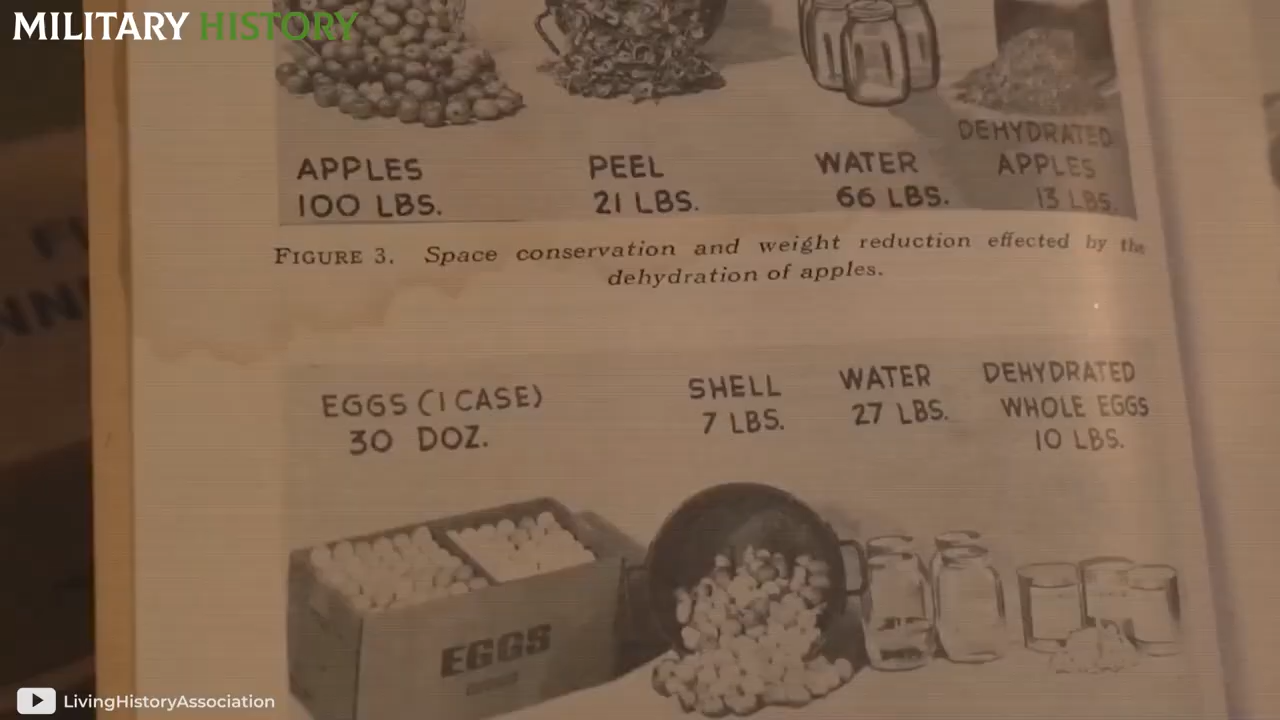 MILITARY HISTORY
APPLES
100 LBS.
PEEL
21 LBS.
WATER
66 LBS.
DEHYDRATED
APPLES
13 LBS.
FIGURE 3. Space conservation and weight reduction effected by the
dehydration of apples.
EGGS (1 CASE)
30 DOZ.
SHELL
7 LBS.
WATER
27 LBS.
DEHYDRATED
WHOLE EGGS
10 LBS.
EGGS
LivingHistoryAssociation